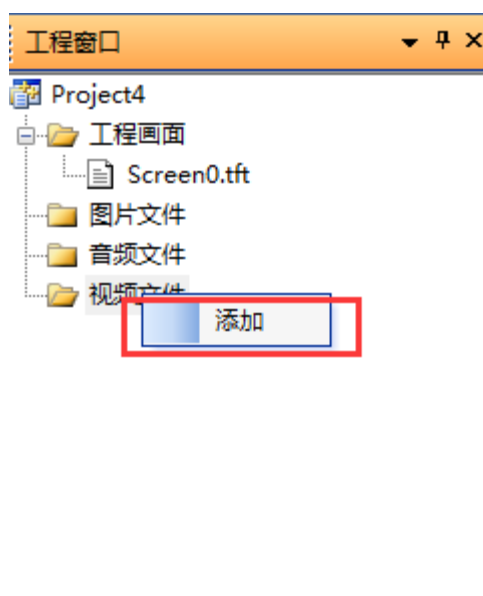 工程窗口
Project4
工程画面
Screen0.tft
图片文件
音频文件
视频文件
添加